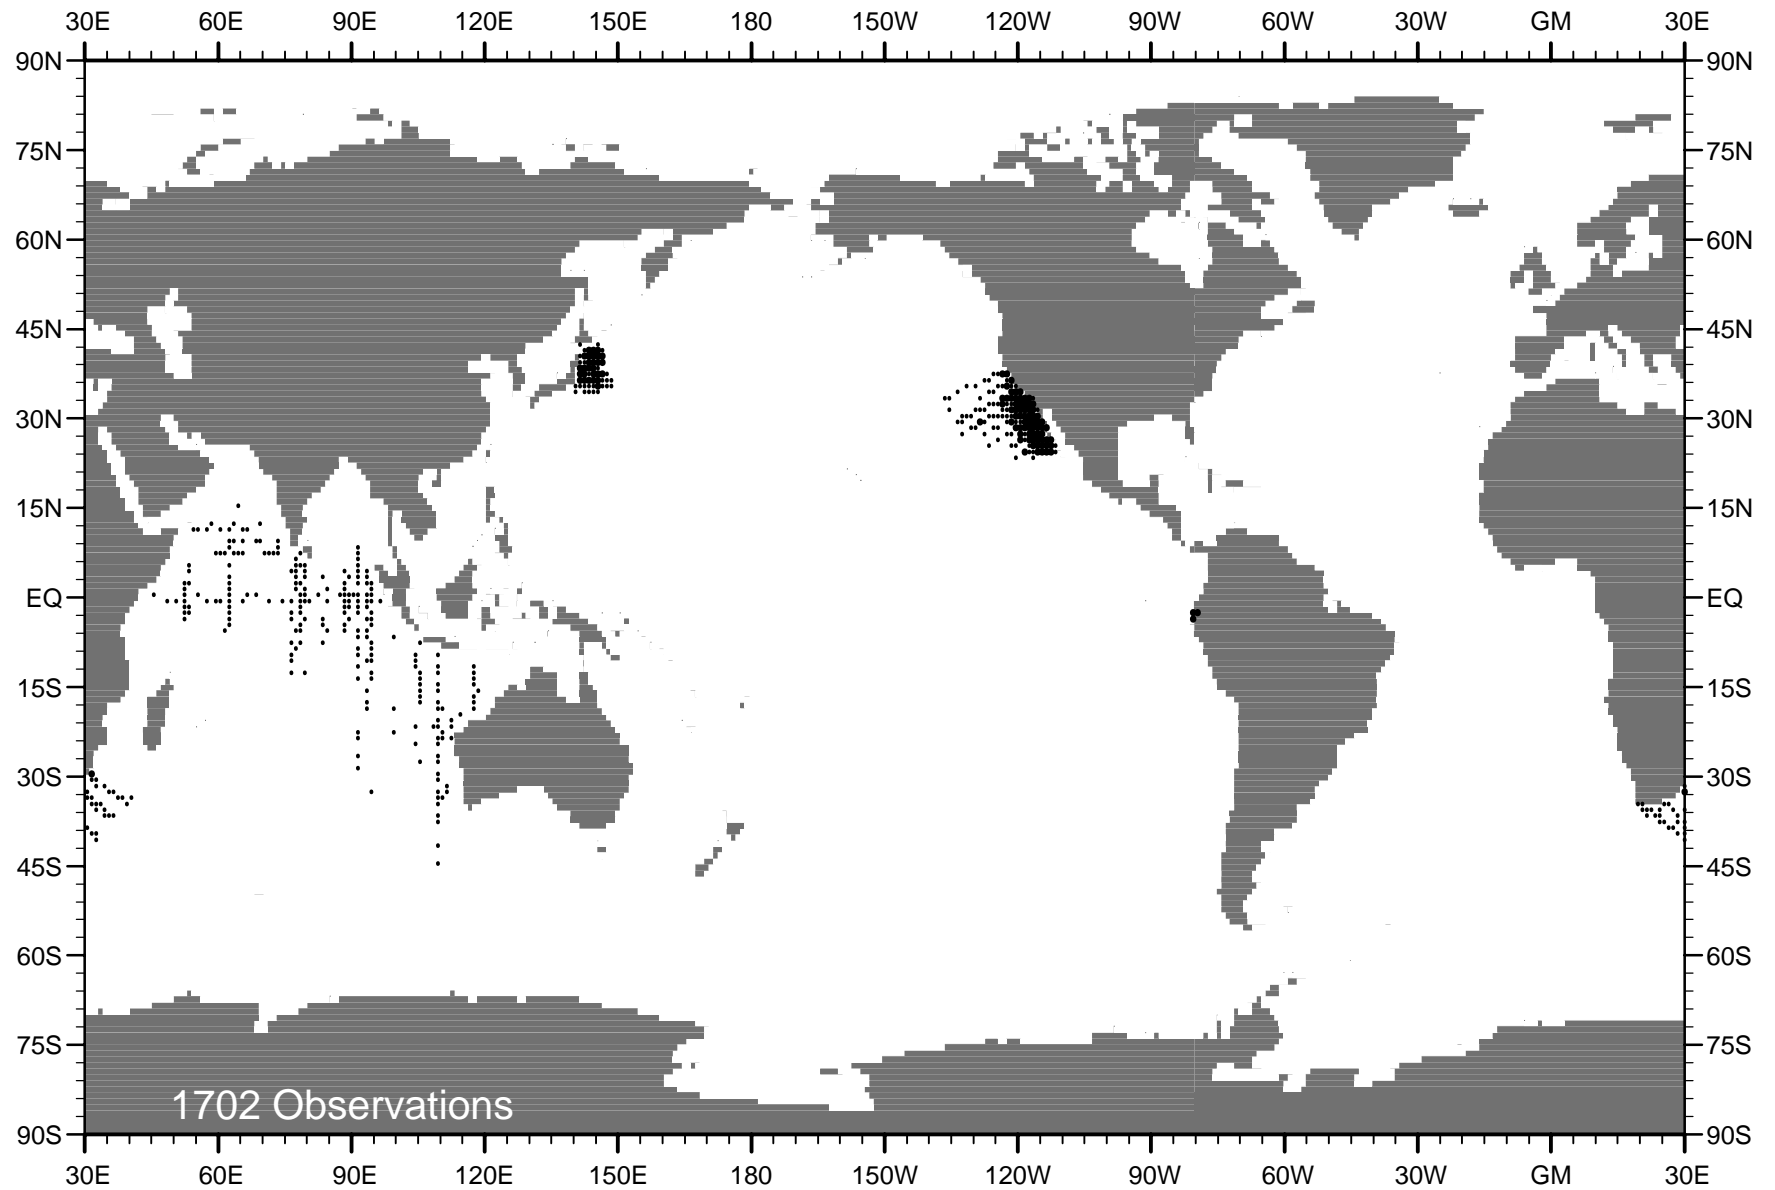 30E 60E 90E 120E 150E 180 150W 120W 90W 60W 30W GM 30E
90N 90N
75N 75N
60N 60N
45N 45N
30N 30N
15N 15N
EQ EQ
15S 15S
30S 30S
45S 45S
60S 60S
75S 75S
1702 Observations
90S 90S
30E 60E 90E 120E 150E 180 150W 120W 90W 60W 30W GM 30E